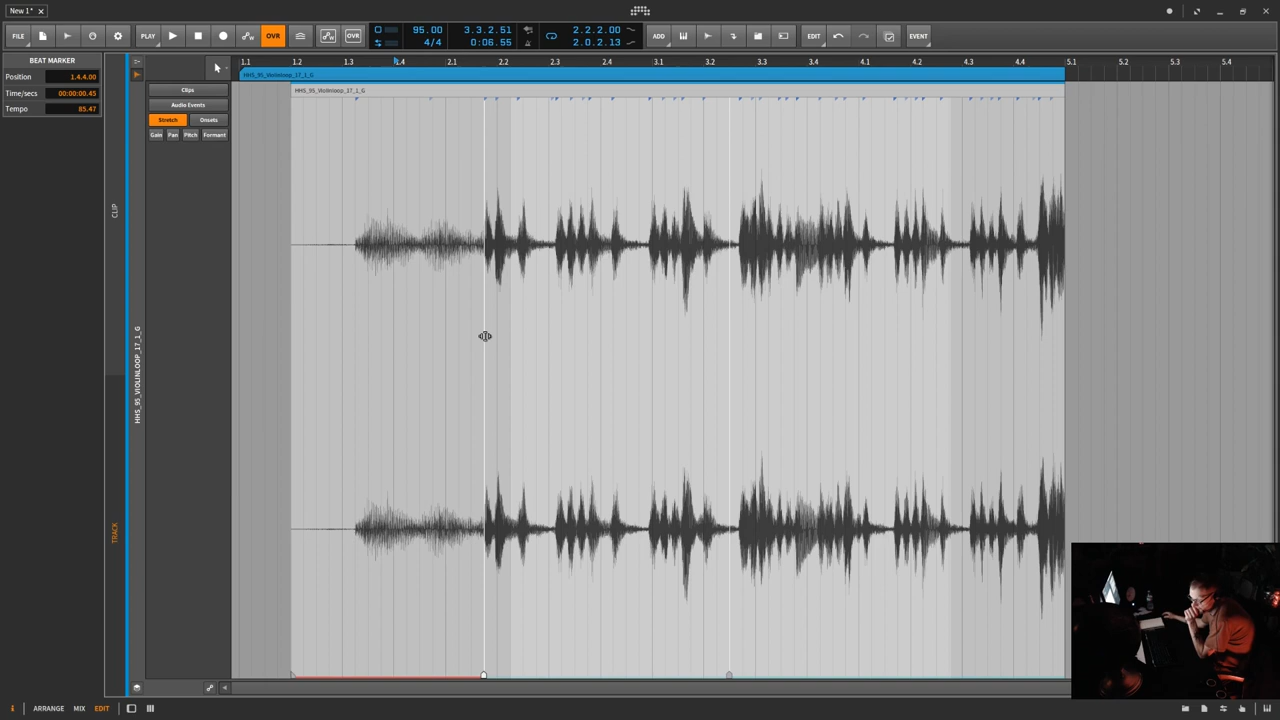 New 1* ×
FILE PLAY OVR OVR 95.00 4/4 3.3.2.51 0:06.55 2.2.2.00 2.0.2.13 ADD EDIT EVENT
BEAT MARKER
Position 1.4.4.00
Time/secs 00:00:00.45
Tempo 85.47
1.1 1.2 1.3 1.4 2.1 2.2 2.3 2.4 3.1 3.2 3.3 3.4 4.1 4.2 4.3 4.4 5.1 5.2 5.3 5.4
HHS_95_Violinloop_17_1_G
HHS_95_Violinloop_17_1_G
Clips
Audio Events
Stretch Onsets
Gain Pan Pitch Formant
CLIP
HHS_95_VIOLINLOOP_17_1_G
TRACK
i ARRANGE MIX EDIT